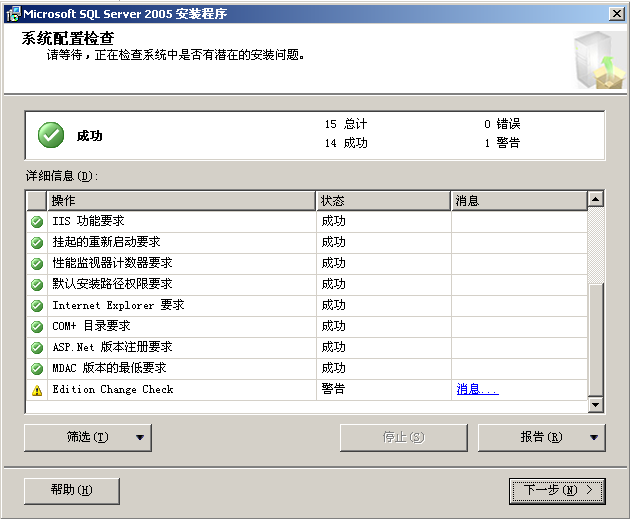 Microsoft SQL Server 2005 安装程序
系统配置检查
请等待，正在检查系统中是否有潜在的安装问题。
成功
15 总计
0 错误
14 成功
1 警告
详细信息(D):
操作 状态 消息
IIS 功能要求 成功
挂起的重新启动要求 成功
性能监视器计数器要求 成功
默认安装路径权限要求 成功
Internet Explorer 要求 成功
COM+ 目录要求 成功
ASP.Net 版本注册要求 成功
MDAC 版本的最低要求 成功
Edition Change Check 警告 消息...
筛选(T) 停止(S) 报告(R)
帮助(H) 下一步(N) >